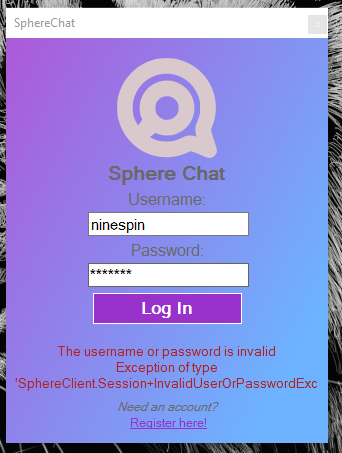 SphereChat
x
Sphere Chat
Username:
ninespin
Password:
*******
Log In
The username or password is invalid
Exception of type
'SphereClient.Session+InvalidUserOrPasswordExc
Need an account?
Register here!